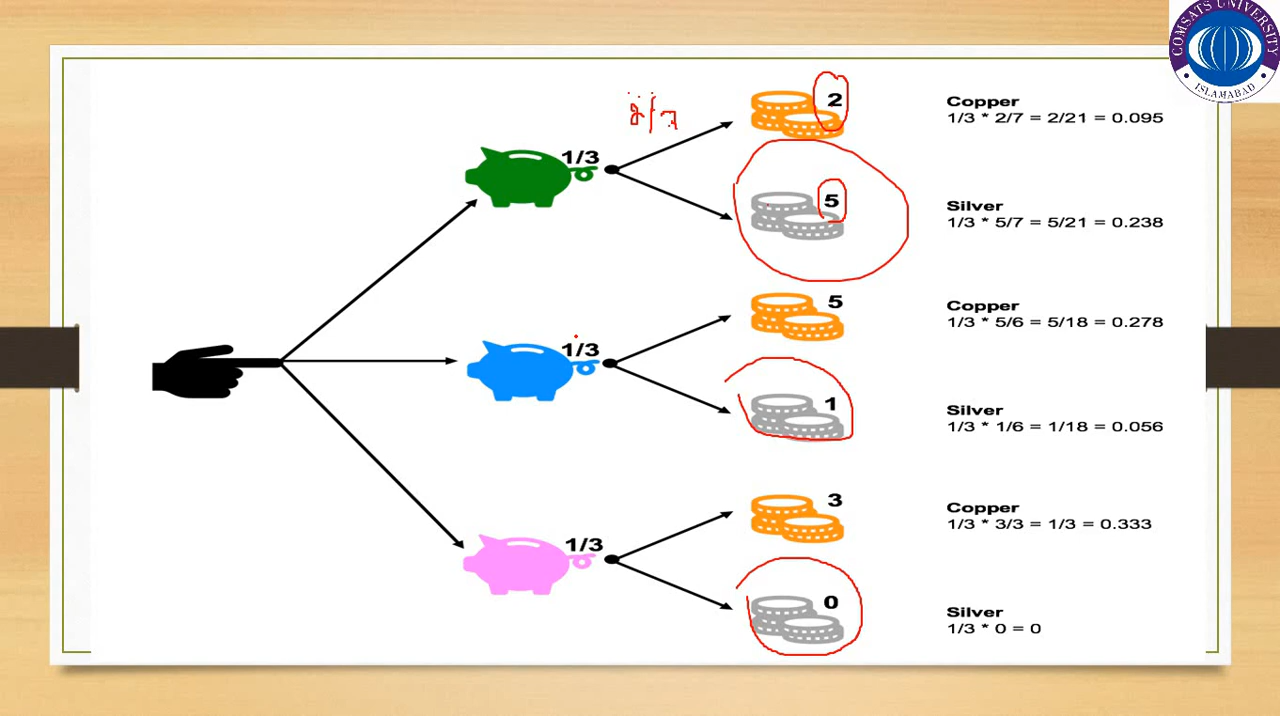 COMSATS UNIVERSITY
ISLAMABAD
2/7
1/3
2
Copper
1/3 * 2/7 = 2/21 = 0.095
5
Silver
1/3 * 5/7 = 5/21 = 0.238
1/3
5
Copper
1/3 * 5/6 = 5/18 = 0.278
1
Silver
1/3 * 1/6 = 1/18 = 0.056
1/3
3
Copper
1/3 * 3/3 = 1/3 = 0.333
0
Silver
1/3 * 0 = 0